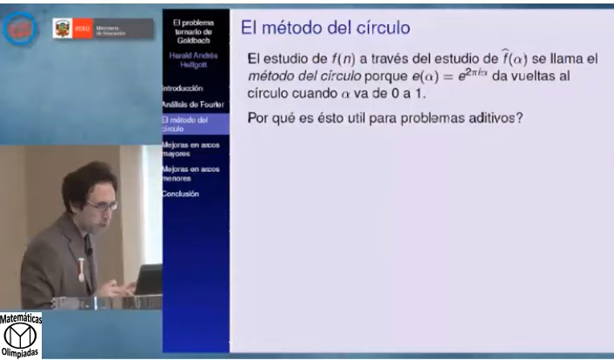 PERÚ
Ministerio
de Educación
El problema
ternario de
Goldbach
Harald Andrés
Helfgott
Introducción
Análisis de Fourier
El método del
círculo
Mejoras en arcos
mayores
Mejoras en arcos
menores
Conclusión
El método del círculo
El estudio de f(n) a través del estudio de f̂(α) se llama el
método del círculo porque e(α) = e^{2πiα} da vueltas al
círculo cuando α va de 0 a 1.
Por qué es ésto util para problemas aditivos?
Matemáticas
Olimpiadas